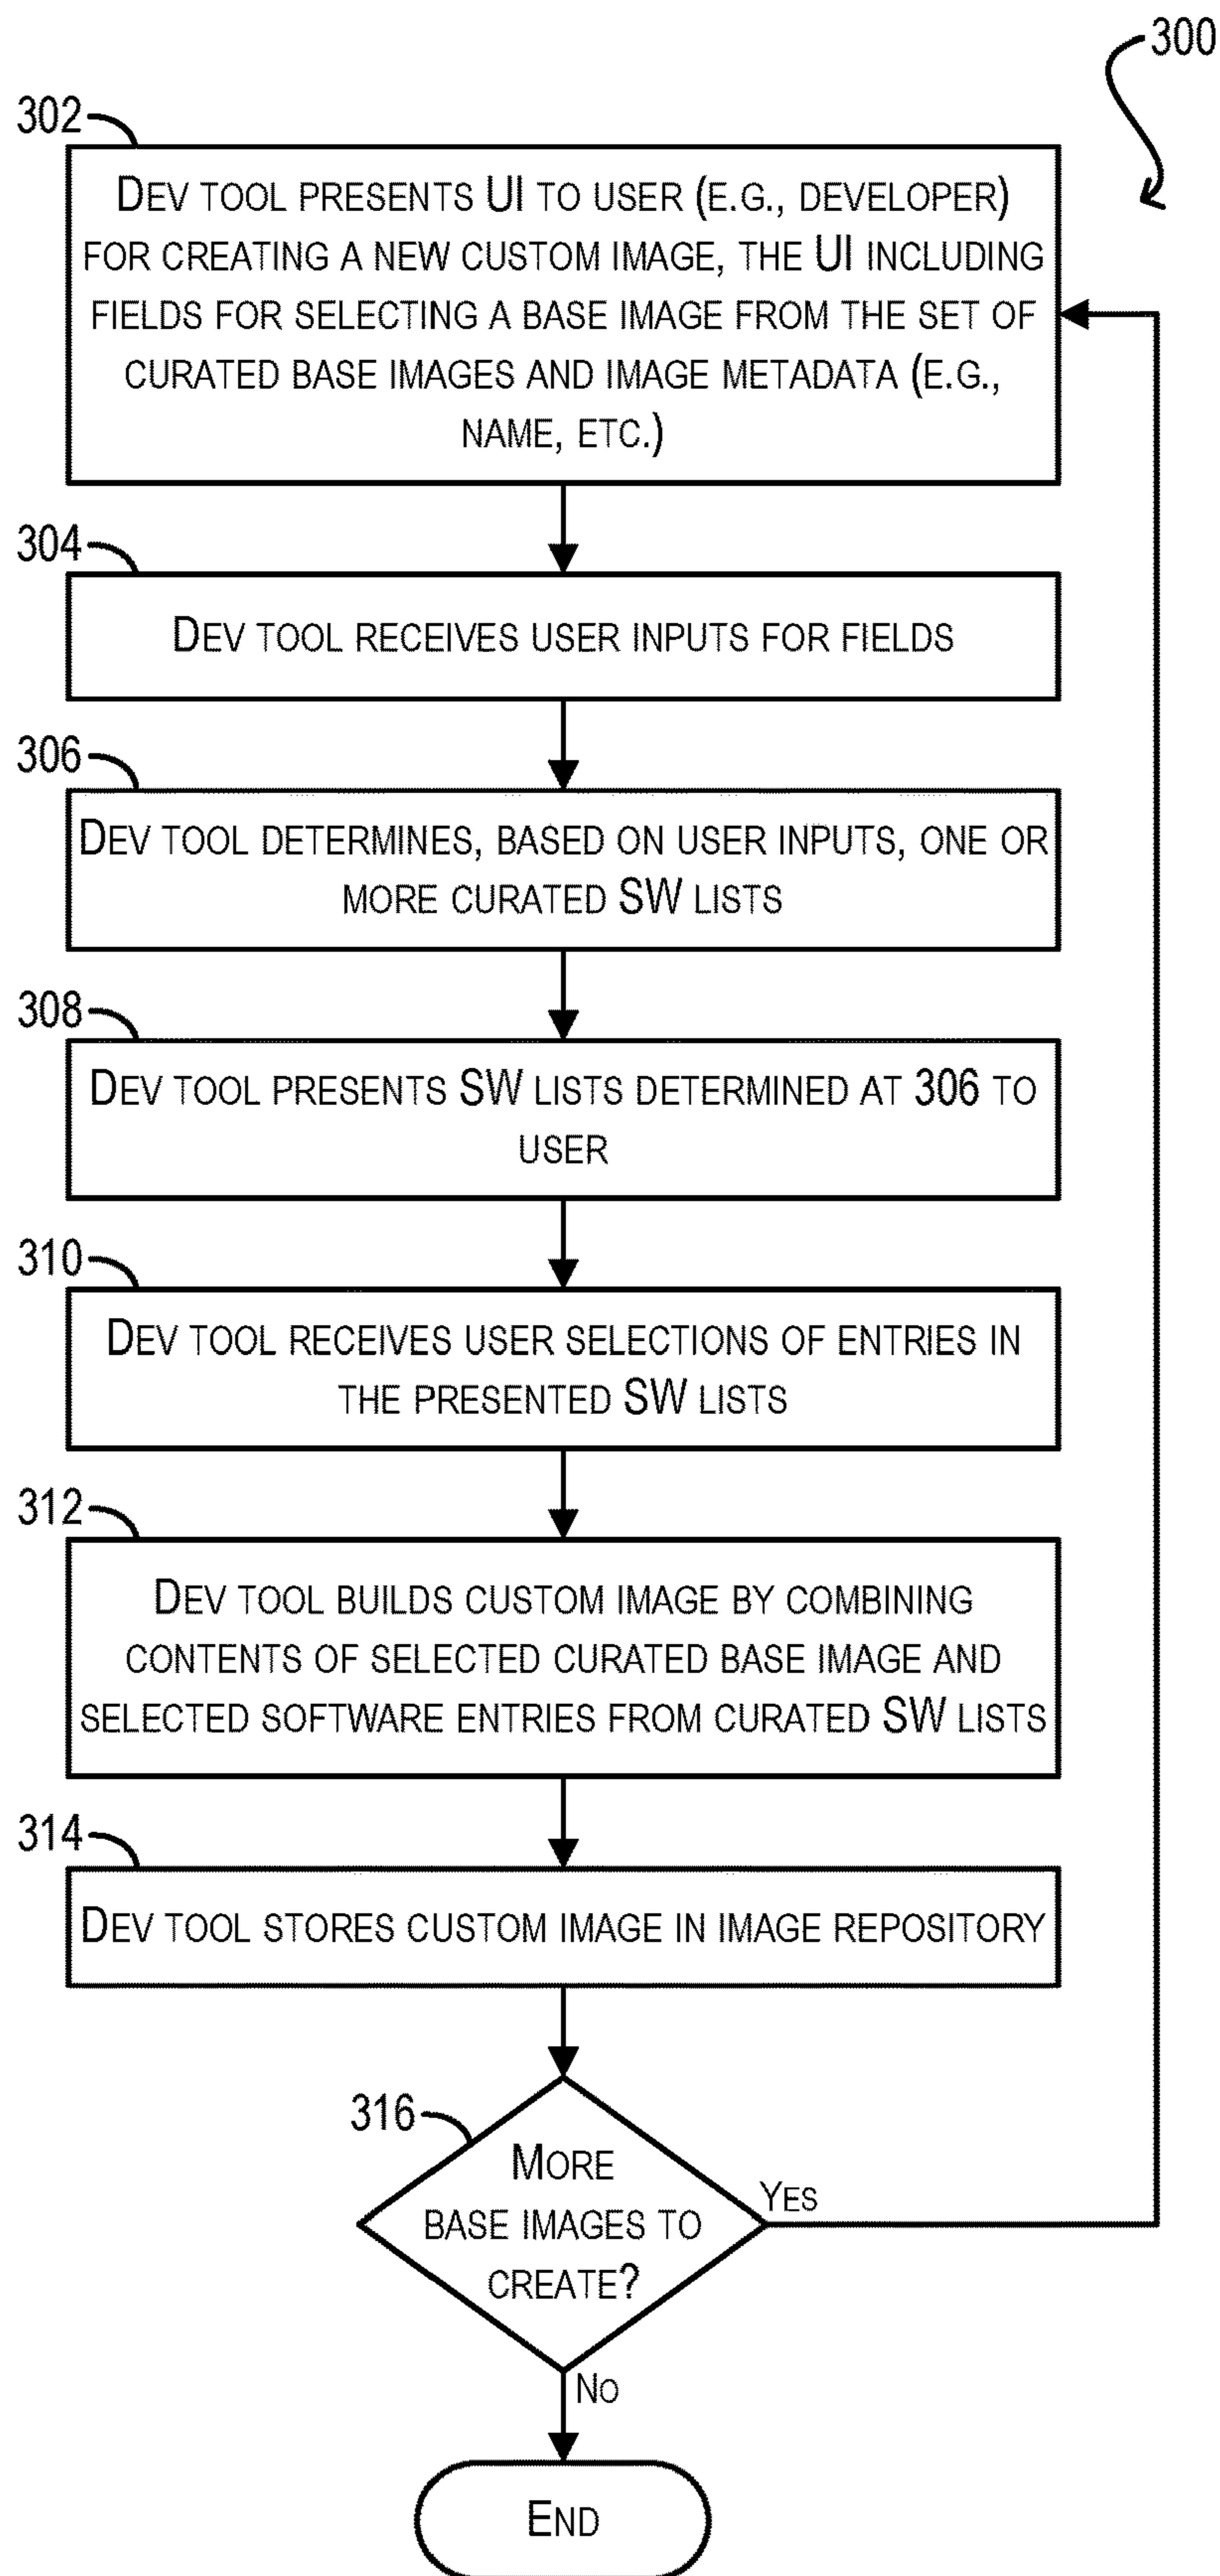 300
302
Dev tool presents UI to user (e.g., developer)
for creating a new custom image, the UI including
fields for selecting a base image from the set of
curated base images and image metadata (e.g.,
name, etc.)
304
Dev tool receives user inputs for fields
306
Dev tool determines, based on user inputs, one or
more curated SW lists
308
Dev tool presents SW lists determined at 306 to
user
310
Dev tool receives user selections of entries in
the presented SW lists
312
Dev tool builds custom image by combining
contents of selected curated base image and
selected software entries from curated SW lists
314
Dev tool stores custom image in image repository
316
More
base images to
create?
Yes
No
End